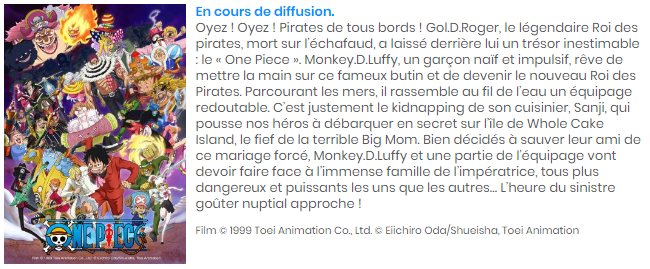 En cours de diffusion.
Oyez ! Oyez ! Pirates de tous bords ! Gol.D.Roger, le légendaire Roi des
pirates, mort sur l'échafaud, a laissé derrière lui un trésor inestimable
: le « One Piece ». Monkey.D.Luffy, un garçon naïf et impulsif, rêve de
mettre la main sur ce fameux butin et de devenir le nouveau Roi des
Pirates. Parcourant les mers, il rassemble au fil de l'eau un équipage
redoutable. C'est justement le kidnapping de son cuisinier, Sanji, qui
pousse nos héros à débarquer en secret sur l'île de Whole Cake
Island, le fief de la terrible Big Mom. Bien décidés à sauver leur ami de
ce mariage forcé, Monkey.D.Luffy et une partie de l'équipage vont
devoir faire face à l'immense famille de l'impératrice, tous plus
dangereux et puissants les uns que les autres... L'heure du sinistre
goûter nuptial approche !
Film © 1999 Toei Animation Co., Ltd. © Eiichiro Oda/Shueisha, Toei Animation
ONE PIECE